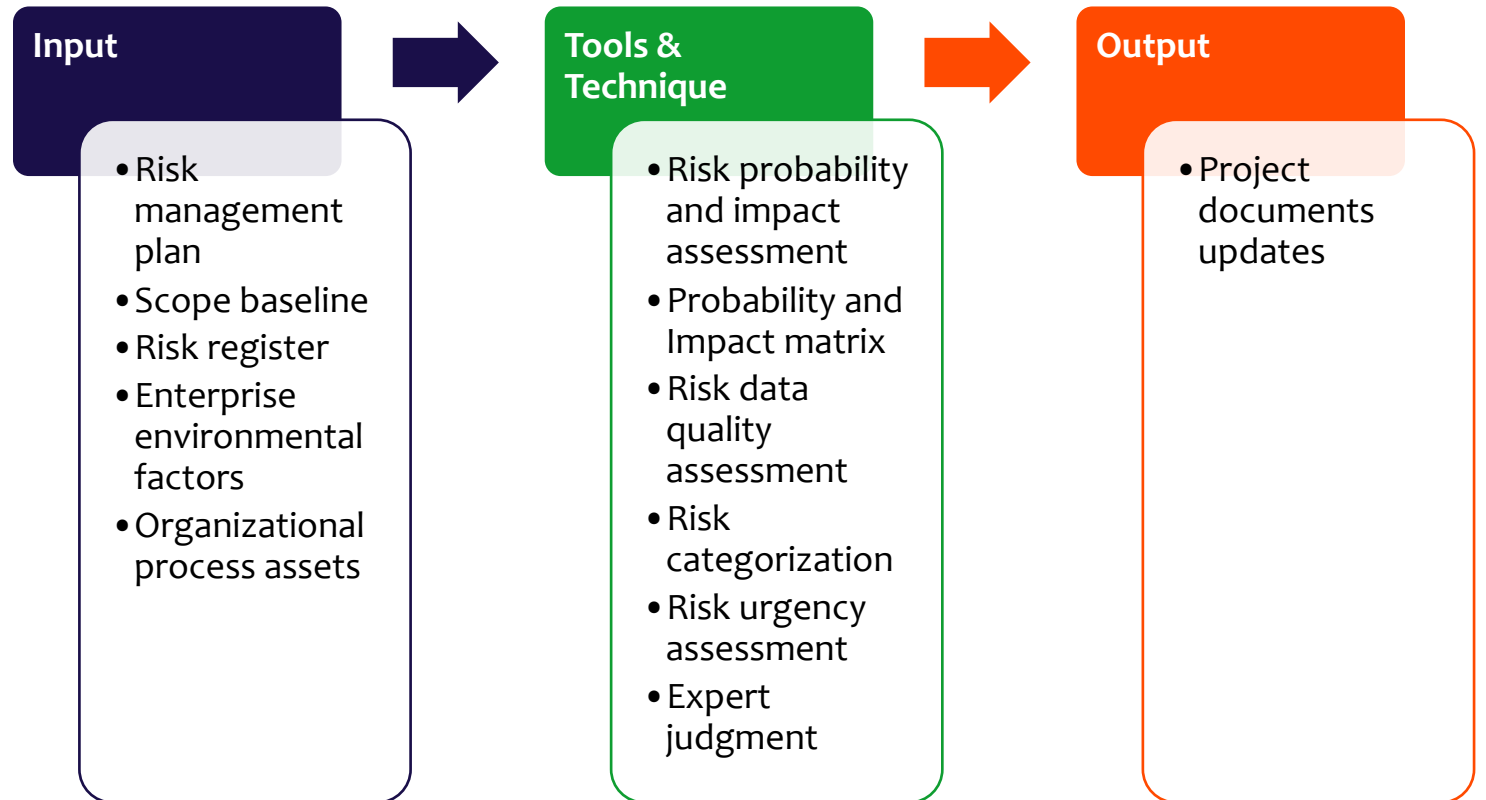 Input
• Risk
management
plan
• Scope baseline
• Risk register
• Enterprise
environmental
factors
• Organizational
process assets
Tools &
Technique
• Risk probability
and impact
assessment
• Probability and
Impact matrix
• Risk data
quality
assessment
• Risk
categorization
• Risk urgency
assessment
• Expert
judgment
Output
• Project
documents
updates